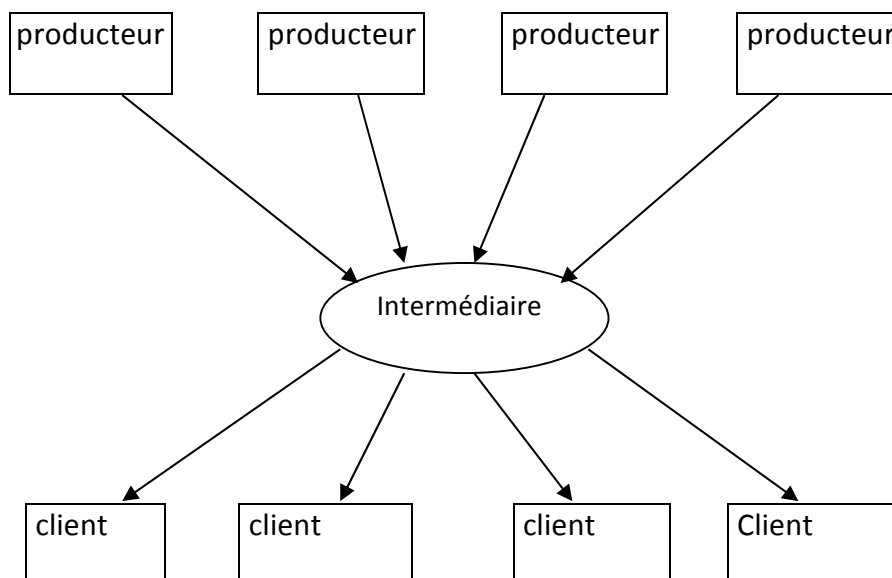 producteur
producteur
producteur
producteur
Intermédiaire
client
client
client
Client